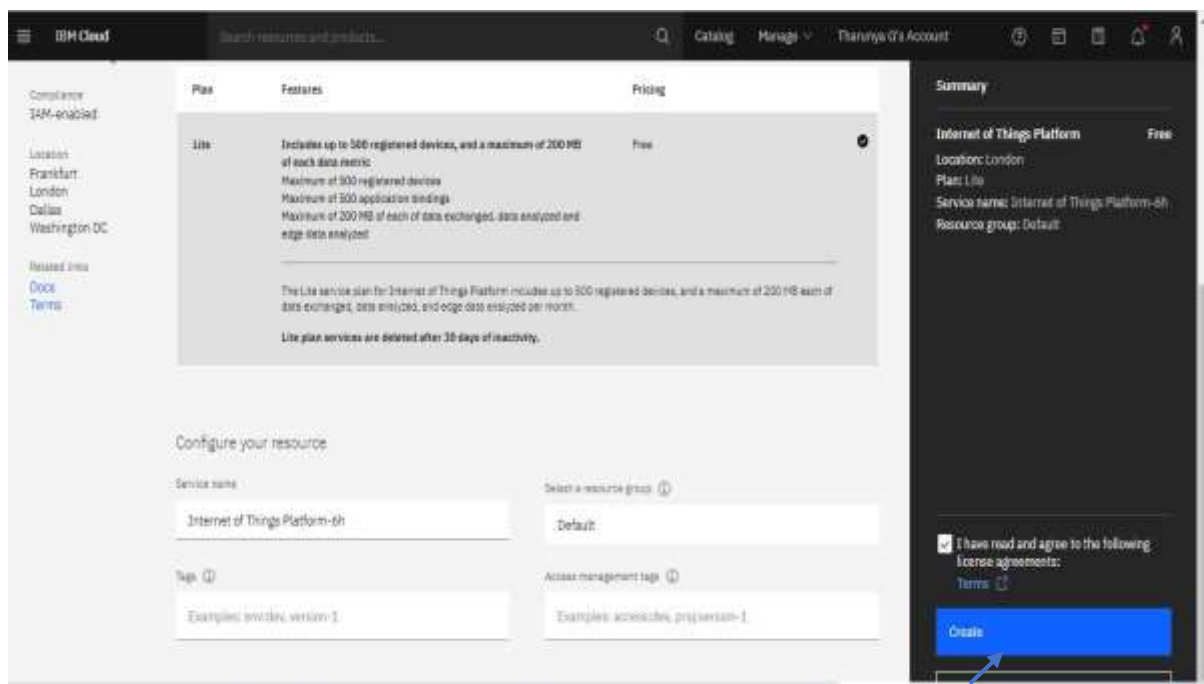 IBM Cloud
Search resources and products...
Catalog
Manage
Tharunya G's Account
Compliance
IAM-enabled
Location
Frankfurt
London
Dallas
Washington DC
Related links
Docs
Terms
Plan
Features
Pricing
Lite
Includes up to 500 registered devices, and a maximum of 200 MB
of each data metric
Free
Maximum of 500 registered devices
Maximum of 500 application bindings
Maximum of 200 MB of each of data exchanged, data analyzed and
edge data analyzed
The Lite service plan for Internet of Things Platform includes up to 500 registered devices, and a maximum of 200 MB each of
data exchanged, data analyzed, and edge data analyzed per month.
Lite plan services are deleted after 30 days of inactivity.
Configure your resource
Service name
Internet of Things Platform-6h
Select a resource group
Default
Tags
Examples: env:dev, version-1
Access management tags
Examples: access:dev, proj:version-1
Summary
Internet of Things Platform
Free
Location: London
Plan: Lite
Service name: Internet of Things Platform-6h
Resource group: Default
I have read and agree to the following
license agreements:
Terms
Create